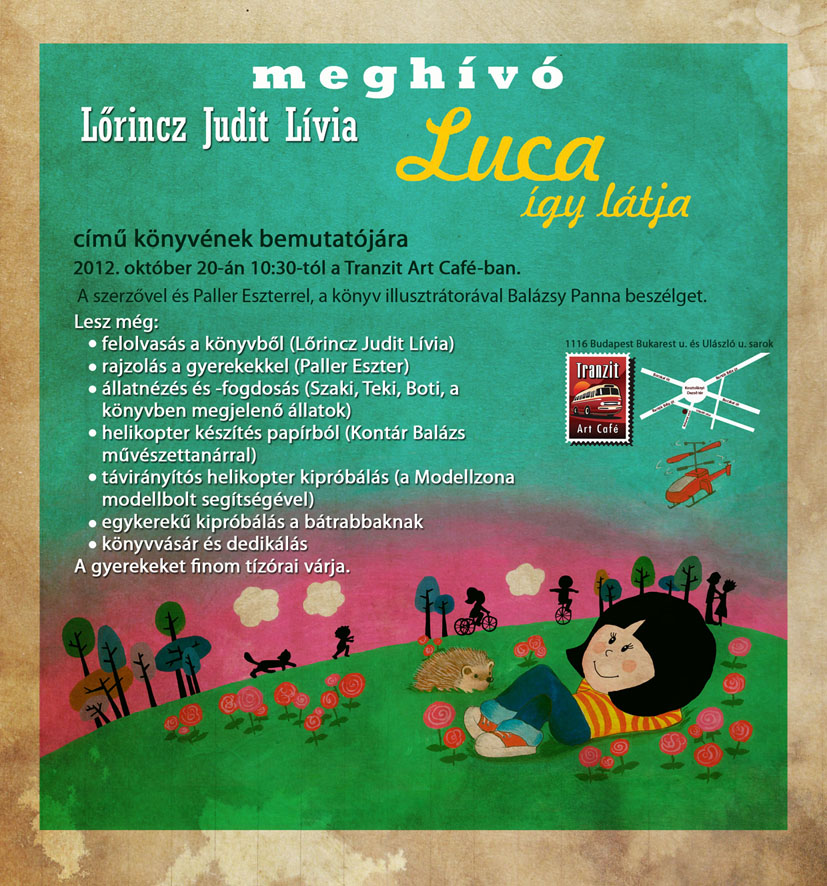 meghívó
Lőrincz Judit Lívia
Luca
így látja
című könyvének bemutatójára
2012. október 20-án 10:30-tól a Tranzit Art Café-ban.
A szerzővel és Paller Eszterrel, a könyv illusztrátorával Balázsy Panna beszélget.
Lesz még:
• felolvasás a könyvből (Lőrincz Judit Lívia)
• rajzolás a gyerekekkel (Paller Eszter)
• állatnézés és -fogdosás (Szaki, Teki, Boti, a
könyvben megjelenő állatok)
• helikopter készítés papírból (Kontár Balázs
művészettanárral)
• távirányítós helikopter kipróbálás (a Modellzona
modellbolt segítségével)
• egykerekű kipróbálás a bátrabbaknak
• könyvvásár és dedikálás
A gyerekeket finom tízórai várja.
1116 Budapest Bukarest u. és Ulászló u. sarok
Tranzit
Art Café